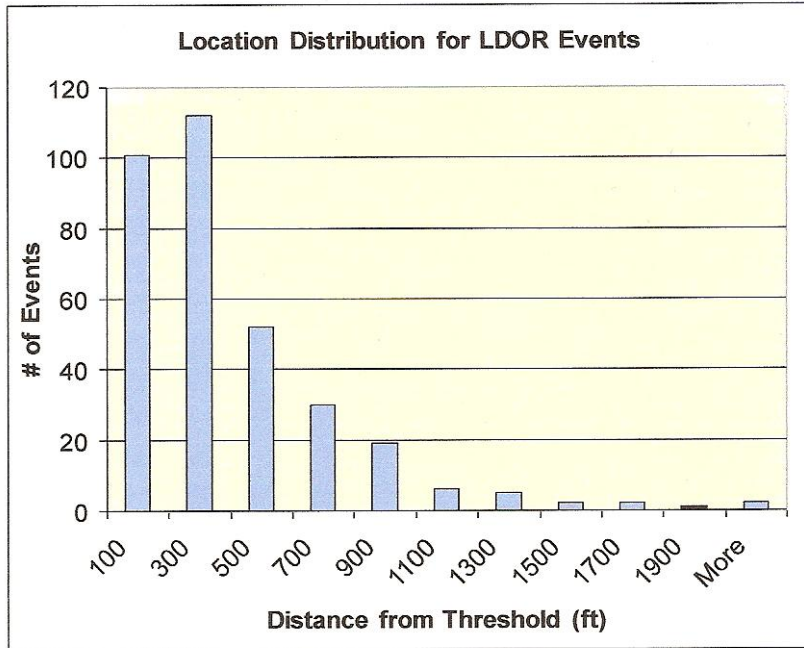 Location Distribution for LDOR Events
120
100
80
60
40
20
0
# of Events
100 300 500 700 900 1100 1300 1500 1700 1900 More
Distance from Threshold (ft)